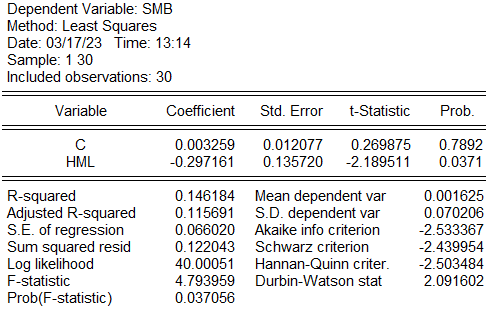 Dependent Variable: SMB
Method: Least Squares
Date: 03/17/23 Time: 13:14
Sample: 1 30
Included observations: 30
Variable Coefficient Std. Error t-Statistic Prob.
C 0.003259 0.012077 0.269875 0.7892
HML -0.297161 0.135720 -2.189511 0.0371
R-squared 0.146184 Mean dependent var 0.001625
Adjusted R-squared 0.115691 S.D. dependent var 0.070206
S.E. of regression 0.066020 Akaike info criterion -2.533367
Sum squared resid 0.122043 Schwarz criterion -2.439954
Log likelihood 40.00051 Hannan-Quinn criter. -2.503484
F-statistic 4.793959 Durbin-Watson stat 2.091602
Prob(F-statistic) 0.037056